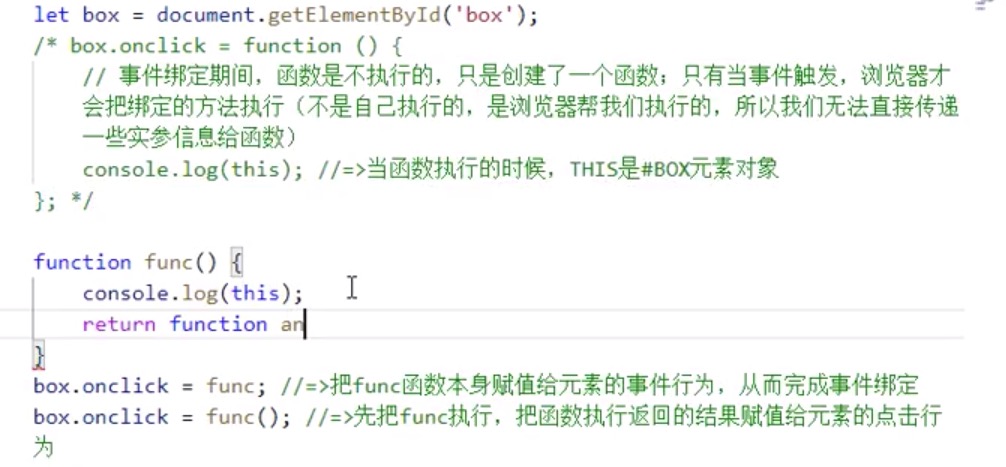 let box = document.getElementById('box');
/* box.onclick = function () {
// 事件绑定期间，函数是不执行的，只是创建了一个函数；只有当事件触发，浏览器才
会把绑定的方法执行（不是自己执行的，是浏览器帮我们执行的，所以我们无法直接传递
一些实参信息给函数）
console.log(this); //=>当函数执行的时候，THIS是#BOX元素对象
}; */
function func() {
console.log(this);
return function an
}
box.onclick = func; //=>把func函数本身赋值给元素的事件行为，从而完成事件绑定
box.onclick = func(); //=>先把func执行，把函数执行返回的结果赋值给元素的点击行
为